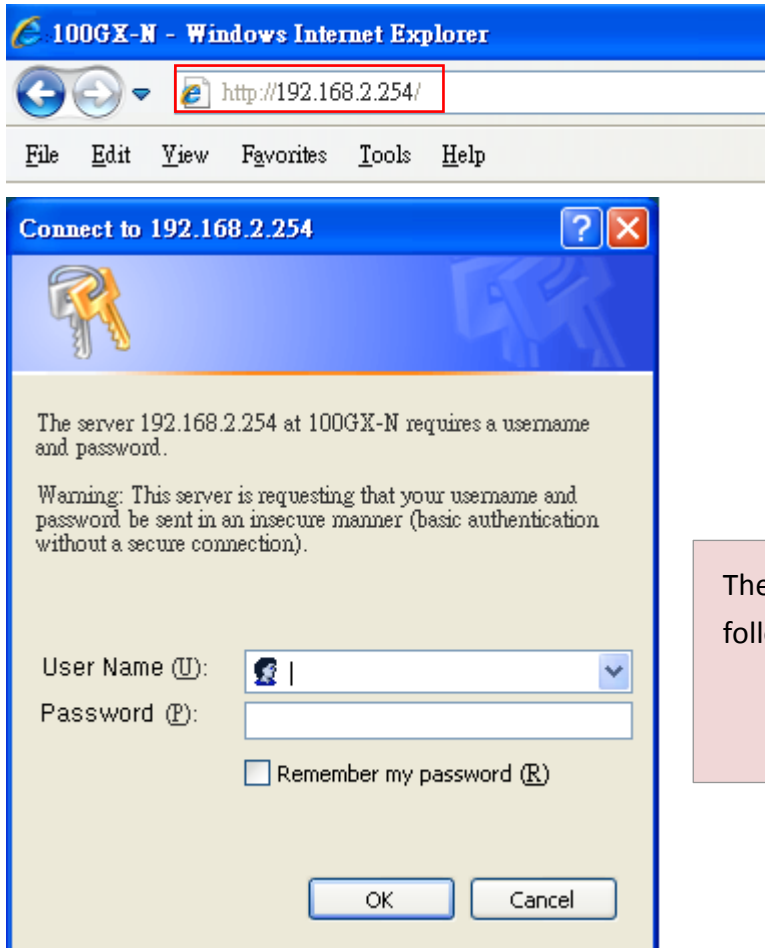 100GX-N - Windows Internet Explorer
http://192.168.2.254/
File Edit View Favorites Tools Help
Connect to 192.168.2.254
The server 192.168.2.254 at 100GX-N requires a username
and password.
Warning: This server is requesting that your username and
password be sent in an insecure manner (basic authentication
without a secure connection).
User Name (U):
Password (P):
Remember my password (R)
OK Cancel
The